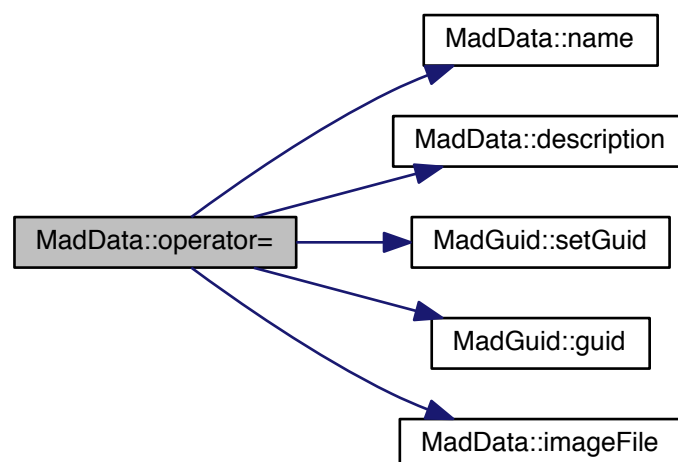 MadData::name
MadData::description
MadData::operator=
MadGuid::setGuid
MadGuid::guid
MadData::imageFile